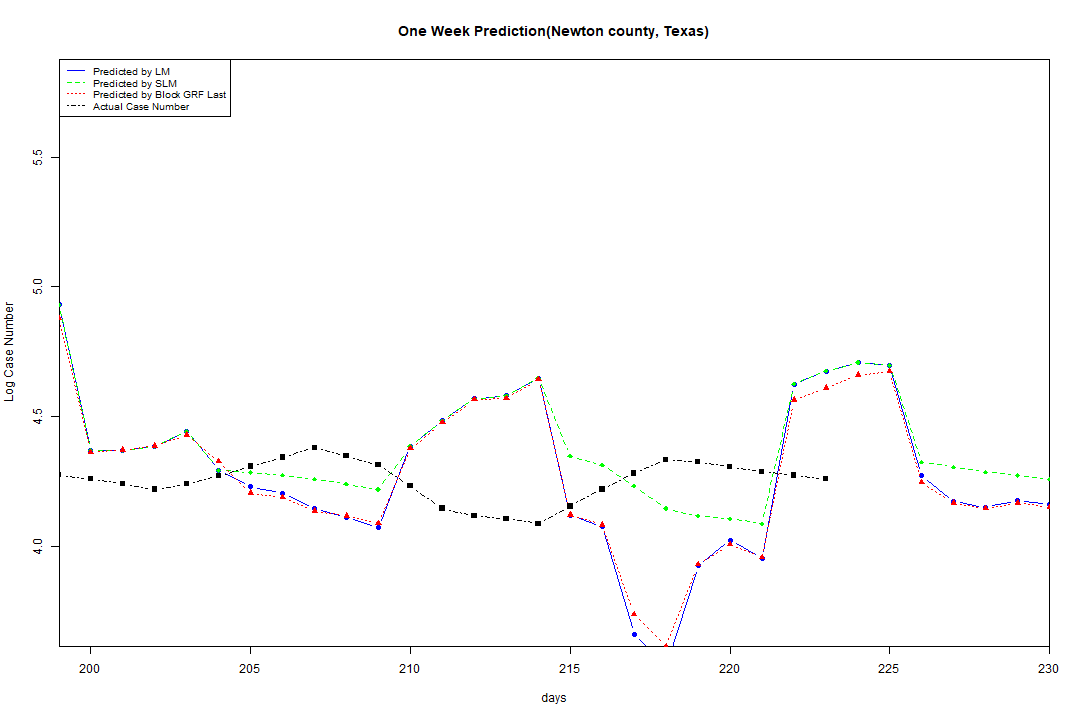 One Week Prediction(Newton county, Texas)
Predicted by LM
Predicted by SLM
Predicted by Block GRF Last
Actual Case Number
5.5
5.0
4.5
4.0
Log Case Number
200 205 210 215 220 225 230
days